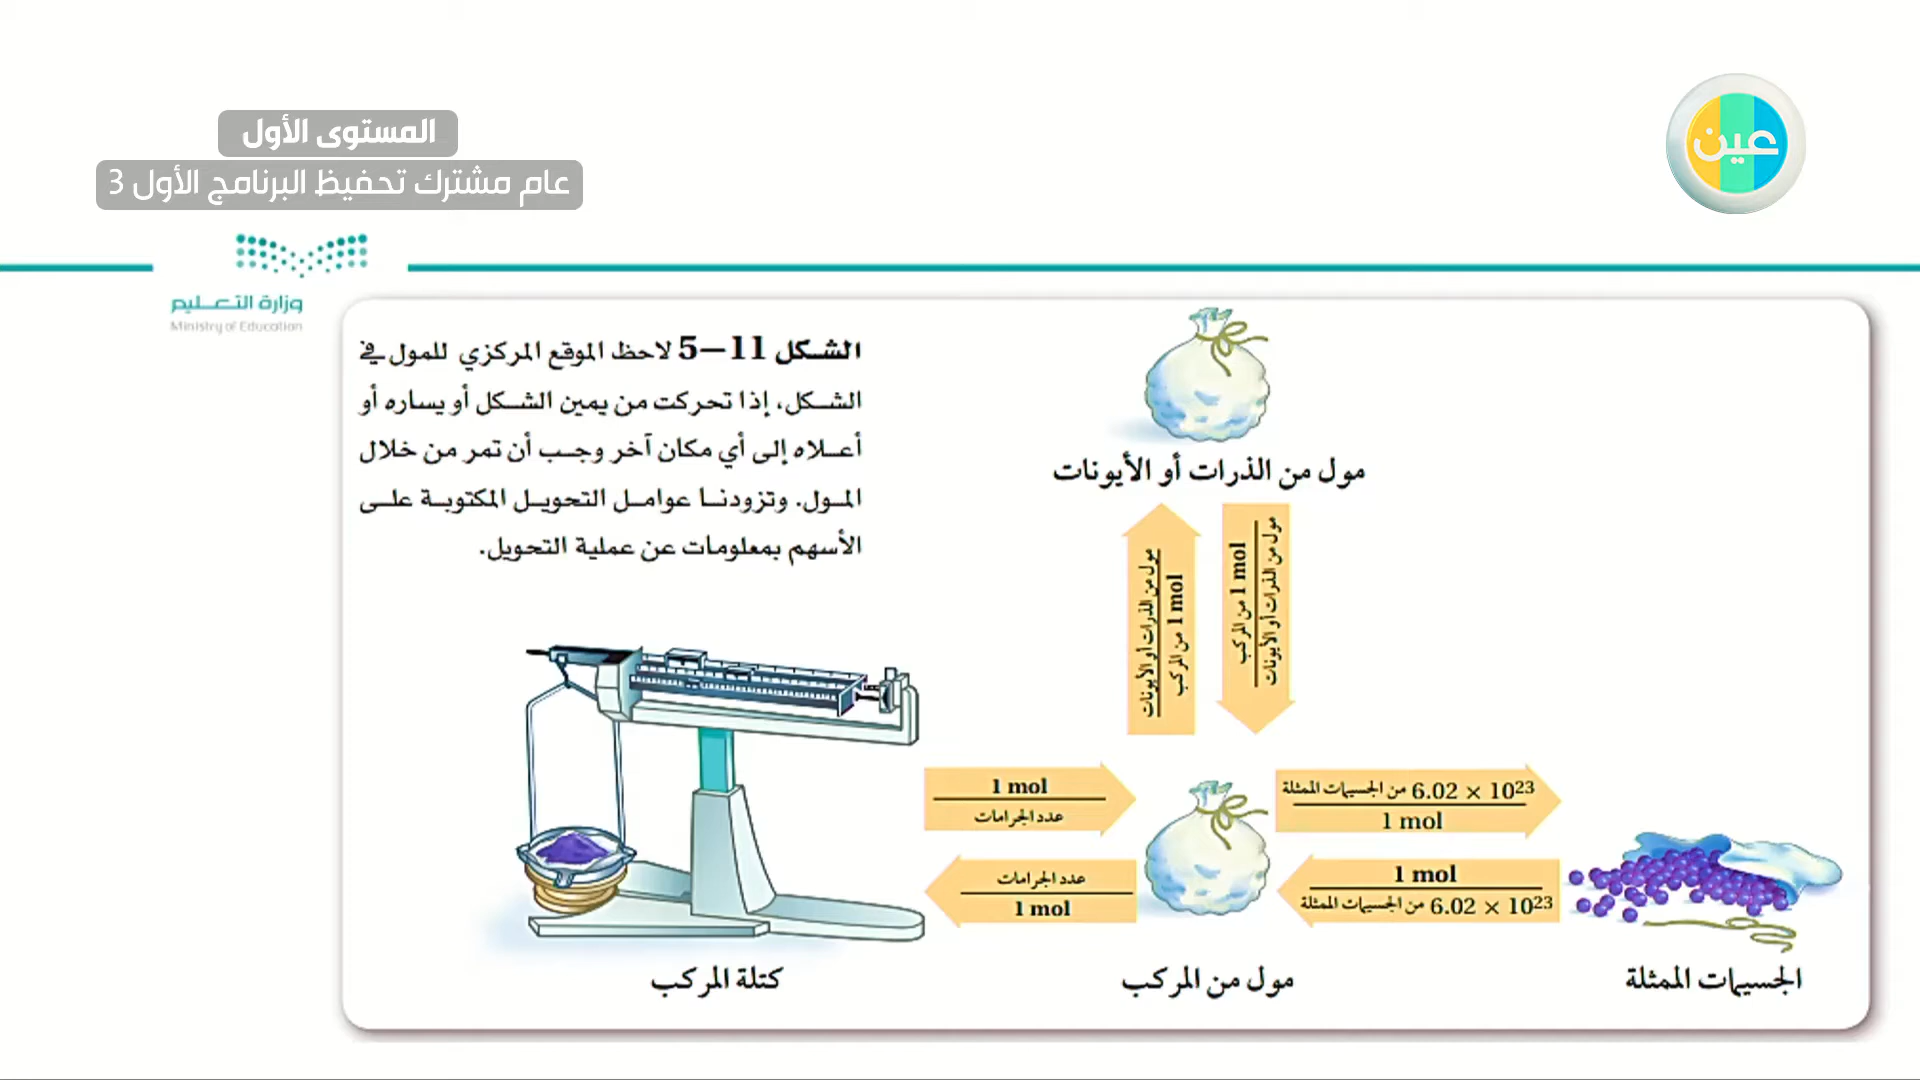 المستوى الأول
عام مشترك تحفيظ البرنامج الأول 3
عين
وزارة التعليم
Ministry of Education
الشكل 11–5 لاحظ الموقع المركزي للمول في
الشكل، إذا تحركت من يمين الشكل أو يساره أو
أعلاه إلى أي مكان آخر وجب أن تمر من خلال
المول. وتزودنا عوامل التحويل المكتوبة على
الأسهم بمعلومات عن عملية التحويل.
مول من الذرات أو الأيونات
مول من الذرات أو الأيونات
1 mol من المركب
1 mol من المركب
مول من الذرات أو الأيونات
1 mol
عدد الجرامات
6.02 × 10²³ من الجسيمات الممثلة
1 mol
عدد الجرامات
1 mol
1 mol
6.02 × 10²³ من الجسيمات الممثلة
الجسيمات الممثلة
مول من المركب
كتلة المركب